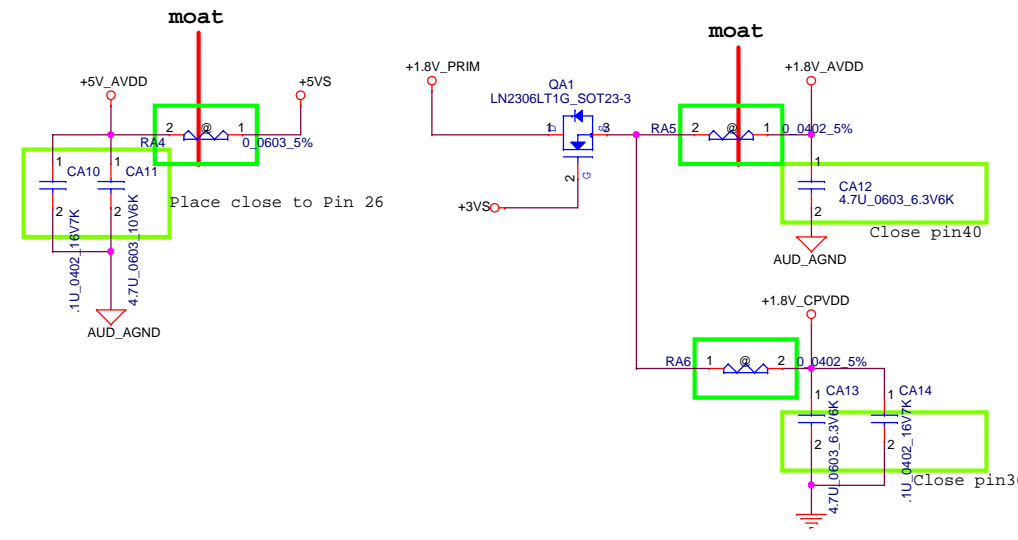 moat
+5V_AVDD
+5VS
2
@
1
RA4
0_0603_5%
1
1
CA10
CA11
2
2
Place close to Pin 26
.1U_0402_16V7K
4.7U_0603_10V6K
AUD_AGND
moat
+1.8V_PRIM
QA1
LN2306LT1G_SOT23-3
1
D
S
3
2
G
+3VS
+1.8V_AVDD
RA5
2
@
1
0_0402_5%
1
CA12
4.7U_0603_6.3V6K
2
Close pin40
AUD_AGND
+1.8V_CPVDD
RA6
1
@
2
0_0402_5%
1
CA13
1
CA14
2
2
4.7U_0603_6.3V6K
.1U_0402_16V7K
Close pin3